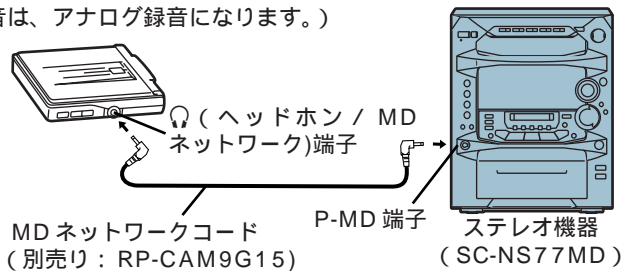 音は、アナログ録音になります。)
🎧(ヘッドホン / MD
ネットワーク)端子
MD ネットワークコード
(別売り: RP-CAM9G15)
P-MD 端子
ステレオ機器
(SC-NS77MD)